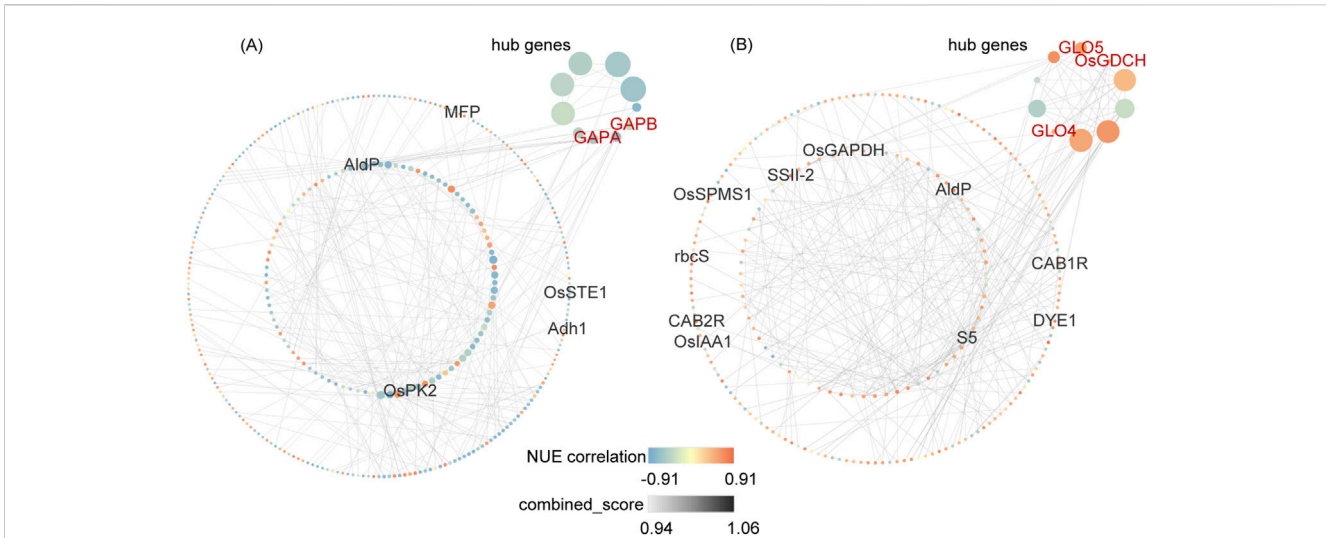 (A)
hub genes
GAPB
GAPA
MFP
AldP
OsSTE1
Adh1
OsPK2
(B)
hub genes
GLO5
OsGDCH
GLO4
OsGAPDH
SSII-2
AldP
OsSPMS1
rbcS
CAB1R
CAB2R
DYE1
OsIAA1
S5
NUE correlation
-0.91 0.91
combined_score
0.94 1.06